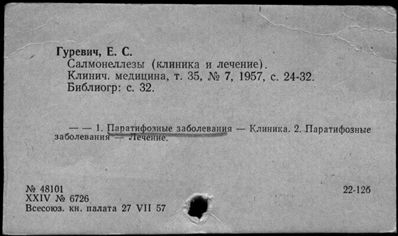 Гуревич, Е. С.
Салмонеллезы (клиника и лечение).
Клинич. медицина, т. 35, № 7, 1957, с. 24-32.
Библиогр: с. 32.
— — 1. Паратифозные заболевания — Клиника. 2. Паратифозные
заболевания — Лечение.
№ 48101
XXIV № 6726
Всесоюз. кн. палата 27 VII 57
22-126